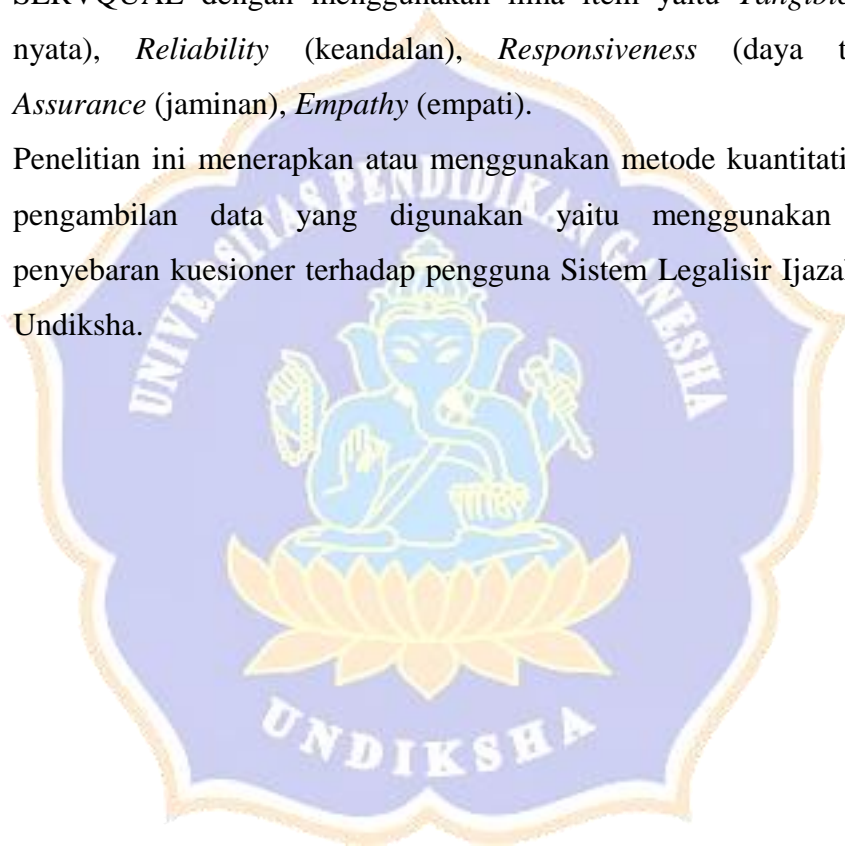 SERVQUAL dengan menggunakan lima item yaitu
nyata), Reliability (keandalan), Responsiveness (daya
Assurance (jaminan), Empathy (empati).
Penelitian ini menerapkan atau menggunakan metode
pengambilan data yang digunakan yaitu menggunakan
penyebaran kuesioner terhadap pengguna Sistem Legalisir
Undiksha.
UNIVERSITAS PENDIDIKAN GANESHA
UNDIKSHA